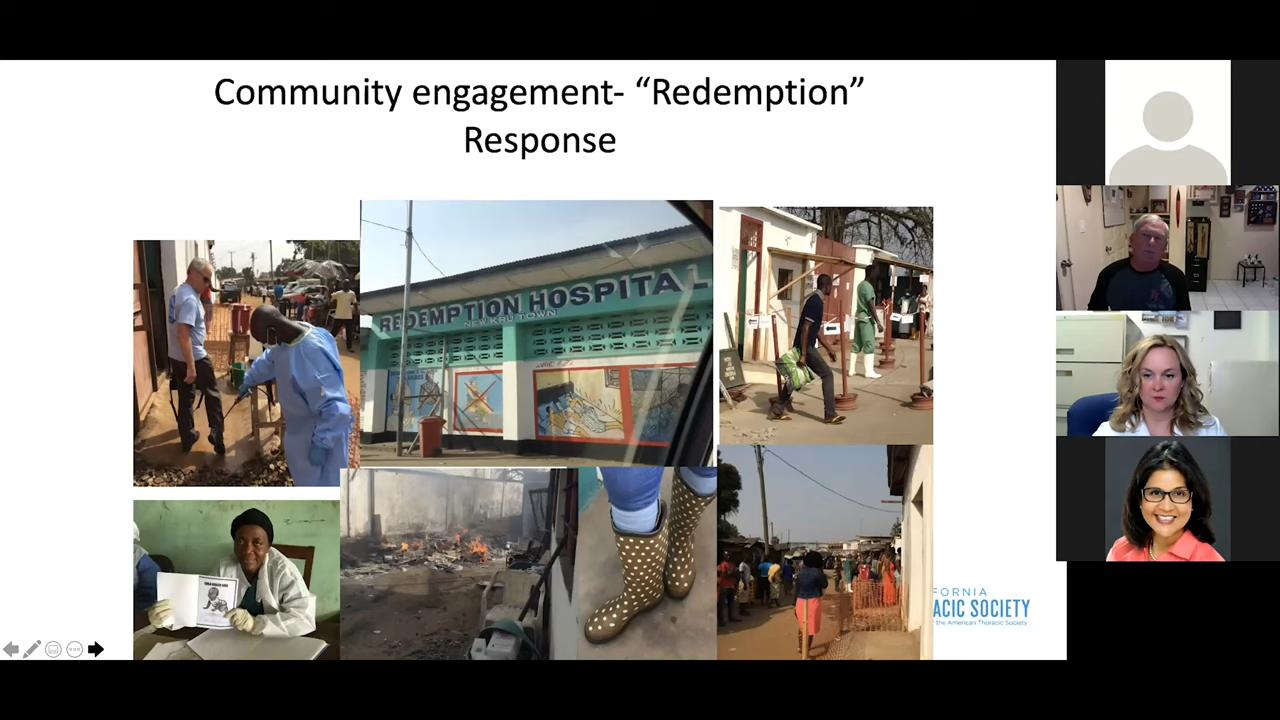 Community engagement- “Redemption”
Response
REDEMPTION HOSPITAL
NEW KRU TOWN
FORNIA
ACIC SOCIETY
the American Thoracic Society